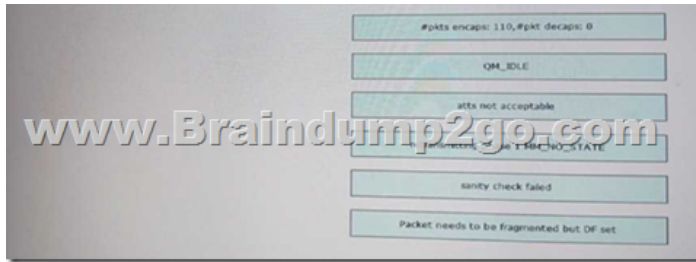 #pkts encaps: 110,#pkt decaps: 0
QM_IDLE
atts not acceptable
www.Braindump2go.com
1 MM_NO_STATE
sanity check failed
Packet needs to be fragmented but DF set